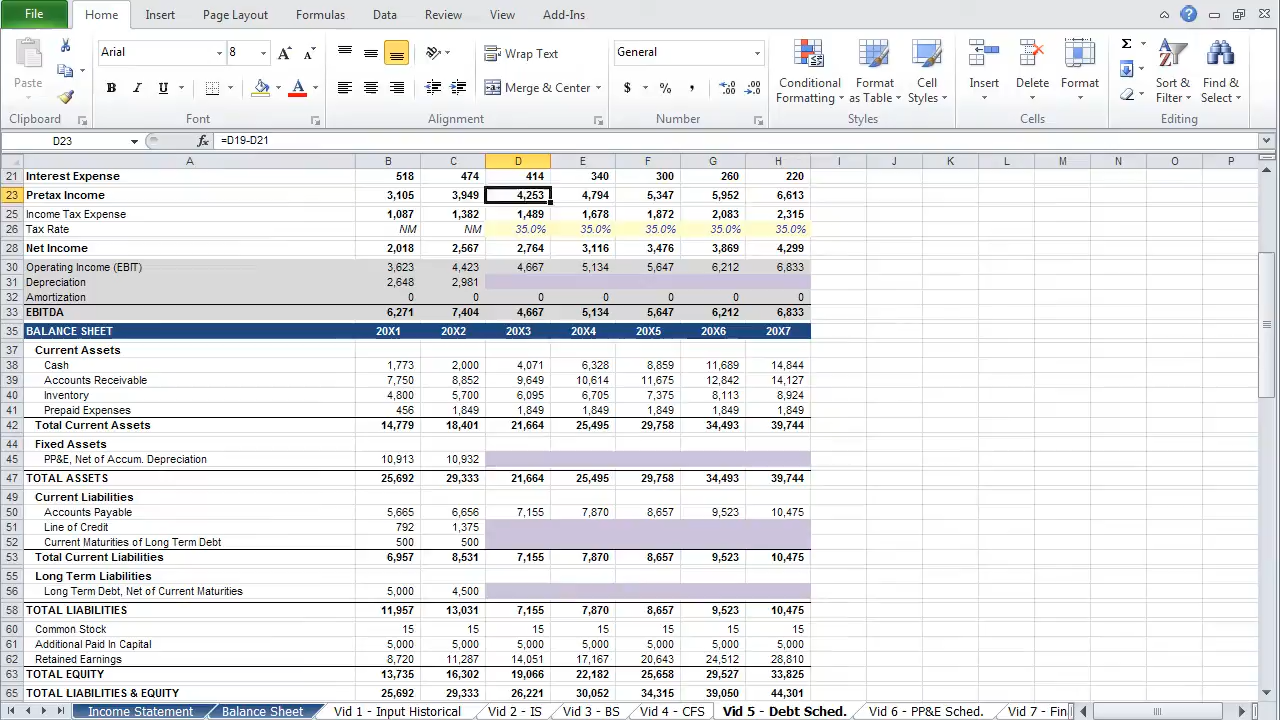 File Home Insert Page Layout Formulas Data Review View Add-Ins
Paste
Clipboard
Arial 8
B I U
Font
Wrap Text
Merge & Center
Alignment
General
$ % ,
Number
Conditional Formatting
Format as Table
Cell Styles
Styles
Insert
Delete
Format
Cells
Sort & Filter
Find & Select
Editing
D23 fx =D19-D21
A B C D E F G H I J K L M N O P
21 Interest Expense 518 474 414 340 300 260 220
23 Pretax Income 3,105 3,949 4,253 4,794 5,347 5,952 6,613
25 Income Tax Expense 1,087 1,382 1,489 1,678 1,872 2,083 2,315
26 Tax Rate NM NM 35.0% 35.0% 35.0% 35.0% 35.0%
28 Net Income 2,018 2,567 2,764 3,116 3,476 3,869 4,299
30 Operating Income (EBIT) 3,623 4,423 4,667 5,134 5,647 6,212 6,833
31 Depreciation 2,648 2,981
32 Amortization 0 0 0 0 0 0 0
33 EBITDA 6,271 7,404 4,667 5,134 5,647 6,212 6,833
35 BALANCE SHEET 20X1 20X2 20X3 20X4 20X5 20X6 20X7
37 Current Assets
38 Cash 1,773 2,000 4,071 6,328 8,859 11,689 14,844
39 Accounts Receivable 7,750 8,852 9,649 10,614 11,675 12,842 14,127
40 Inventory 4,800 5,700 6,095 6,705 7,375 8,113 8,924
41 Prepaid Expenses 456 1,849 1,849 1,849 1,849 1,849 1,849
42 Total Current Assets 14,779 18,401 21,664 25,495 29,758 34,493 39,744
44 Fixed Assets
45 PP&E, Net of Accum. Depreciation 10,913 10,932
47 TOTAL ASSETS 25,692 29,333 21,664 25,495 29,758 34,493 39,744
49 Current Liabilities
50 Accounts Payable 5,665 6,656 7,155 7,870 8,657 9,523 10,475
51 Line of Credit 792 1,375
52 Current Maturities of Long Term Debt 500 500
53 Total Current Liabilities 6,957 8,531 7,155 7,870 8,657 9,523 10,475
55 Long Term Liabilities
56 Long Term Debt, Net of Current Maturities 5,000 4,500
58 TOTAL LIABILITIES 11,957 13,031 7,155 7,870 8,657 9,523 10,475
60 Common Stock 15 15 15 15 15 15 15
61 Additional Paid In Capital 5,000 5,000 5,000 5,000 5,000 5,000 5,000
62 Retained Earnings 8,720 11,287 14,051 17,167 20,643 24,512 28,810
63 TOTAL EQUITY 13,735 16,302 19,066 22,182 25,658 29,527 33,825
65 TOTAL LIABILITIES & EQUITY 25,692 29,333 26,221 30,052 34,315 39,050 44,301
Income Statement Balance Sheet Vid 1 - Input Historical Vid 2 - IS Vid 3 - BS Vid 4 - CFS Vid 5 - Debt Sched. Vid 6 - PP&E Sched. Vid 7 - Fin